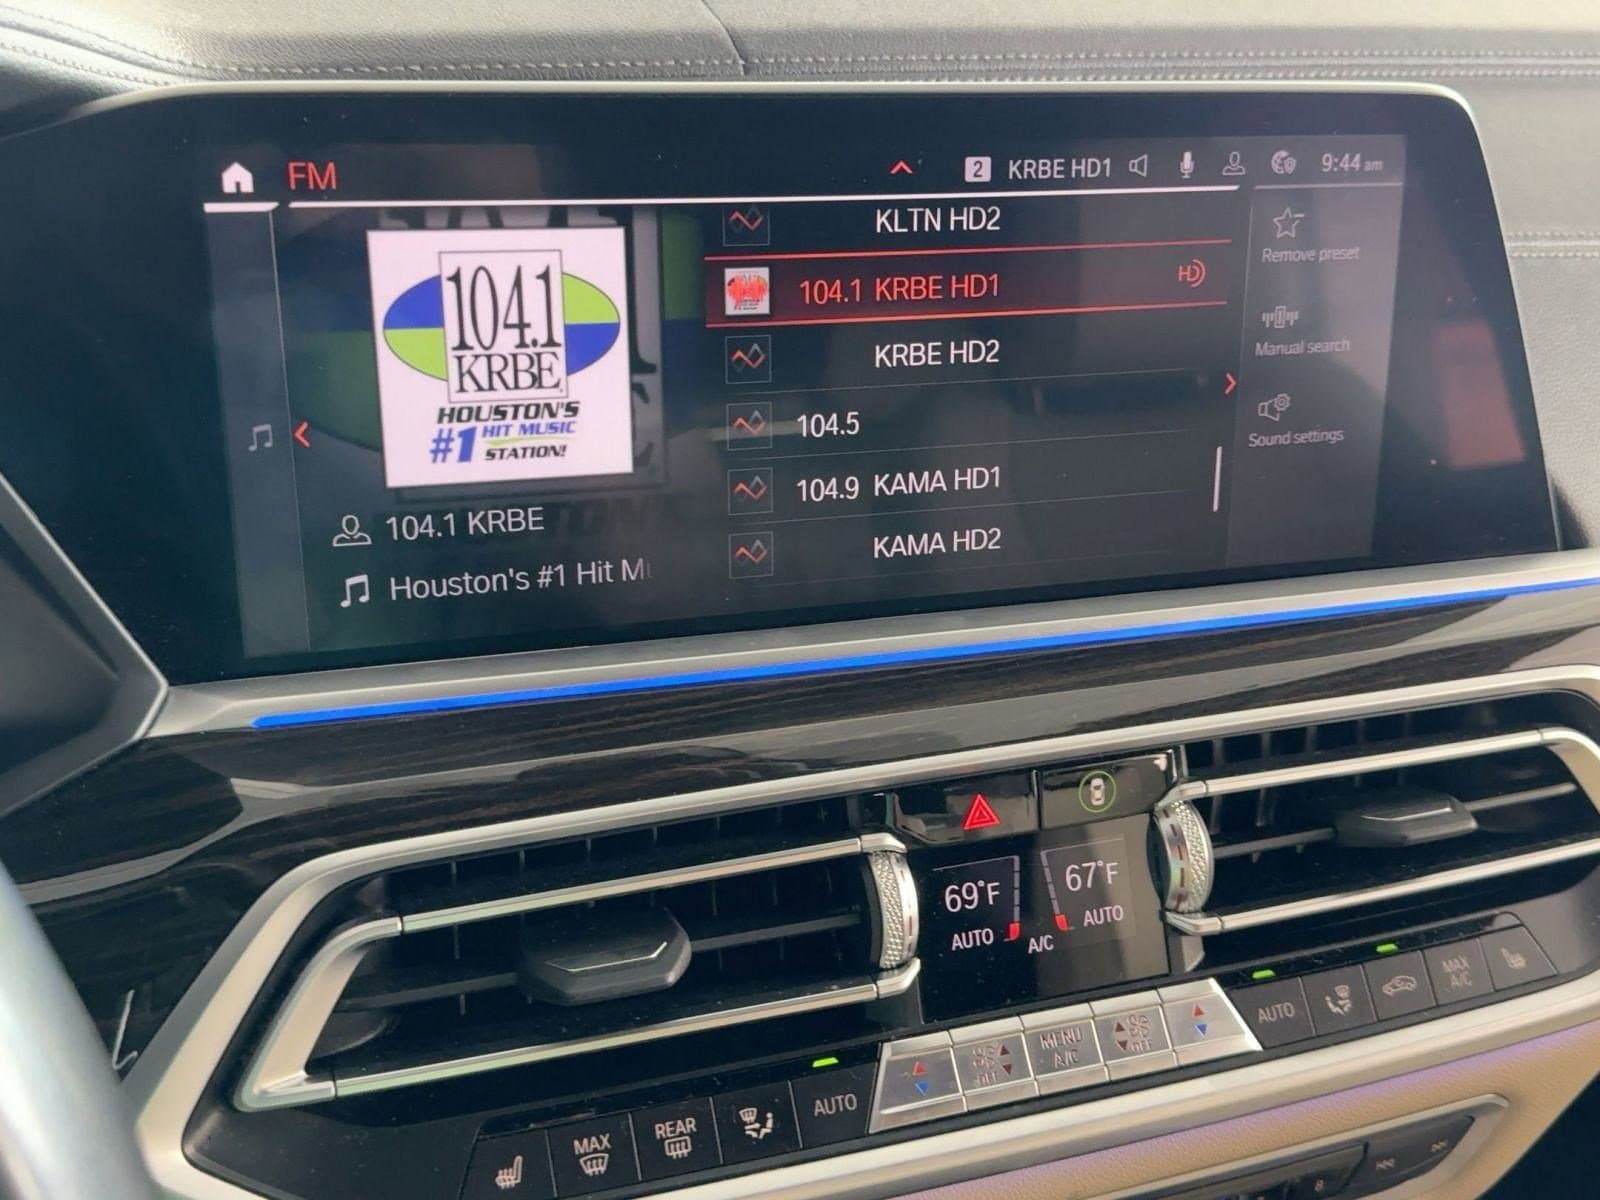 FM
2 KRBE HD1 9:44 am
104.1
KRBE
HOUSTON'S
#1 HIT MUSIC
STATION!
104.1 KRBE
Houston's #1 Hit M
KLTN HD2
104.1 KRBE HD1 HD
KRBE HD2
104.5
104.9 KAMA HD1
KAMA HD2
Remove preset
Manual search
Sound settings
69°F 67°F
AUTO A/C AUTO
MAX
REAR
AUTO
OFF
MENU
A/C
OFF
AUTO
MAX
A/C
8